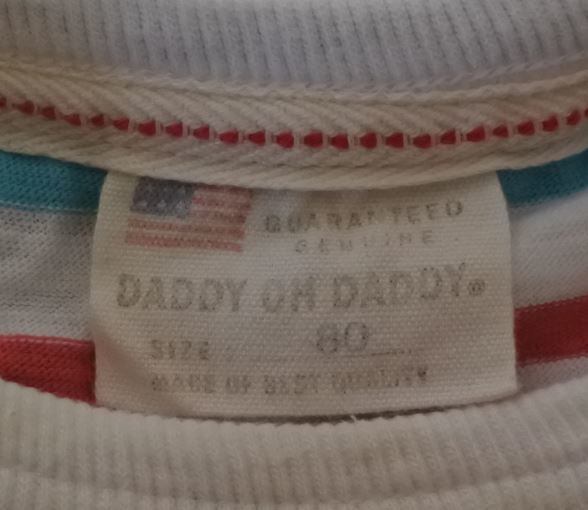 GUARANTEED
GENUINE
DADDY OH DADDY®
SIZE : 80
MADE OF BEST QUALITY